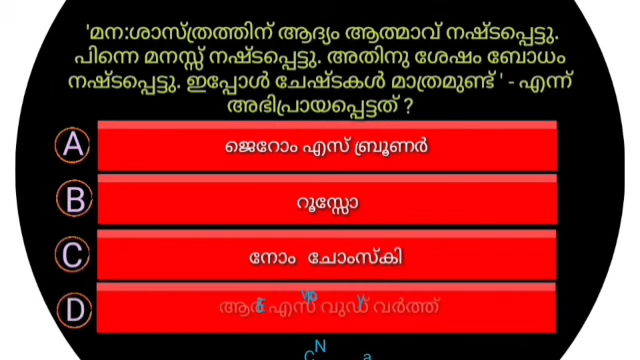 'മന:ശാസ്ത്രത്തിന് ആദ്യം ആത്മാവ് നഷ്ടപ്പെട്ടു.
പിന്നെ മനസ്സ് നഷ്ടപ്പെട്ടു. അതിനു ശേഷം ബോധം
നഷ്ടപ്പെട്ടു. ഇപ്പോൾ ചേഷ്ടകൾ മാത്രമുണ്ട് ' - എന്ന്
അഭിപ്രായപ്പെട്ടത് ?
A ജെറോം എസ് ബ്രൂണർ
B റൂസ്സോ
C നോം ചോംസ്കി
D ആർ എസ് വുഡ് വർത്ത്